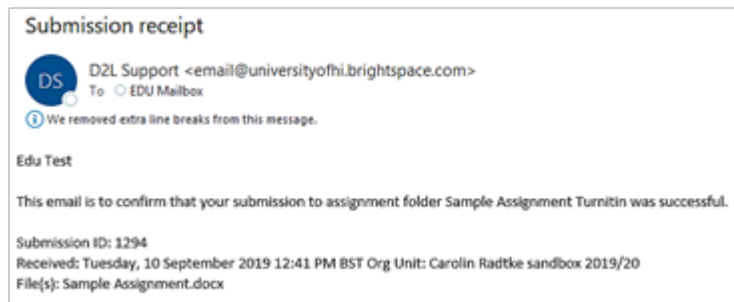 Submission receipt
DS
D2L Support <email@universityofhi.brightspace.com>
To EDU Mailbox
We removed extra line breaks from this message.
Edu Test
This email is to confirm that your submission to assignment folder Sample Assignment Turnitin was successful.
Submission ID: 1294
Received: Tuesday, 10 September 2019 12:41 PM BST Org Unit: Carolin Radtke sandbox 2019/20
File(s): Sample Assignment.docx